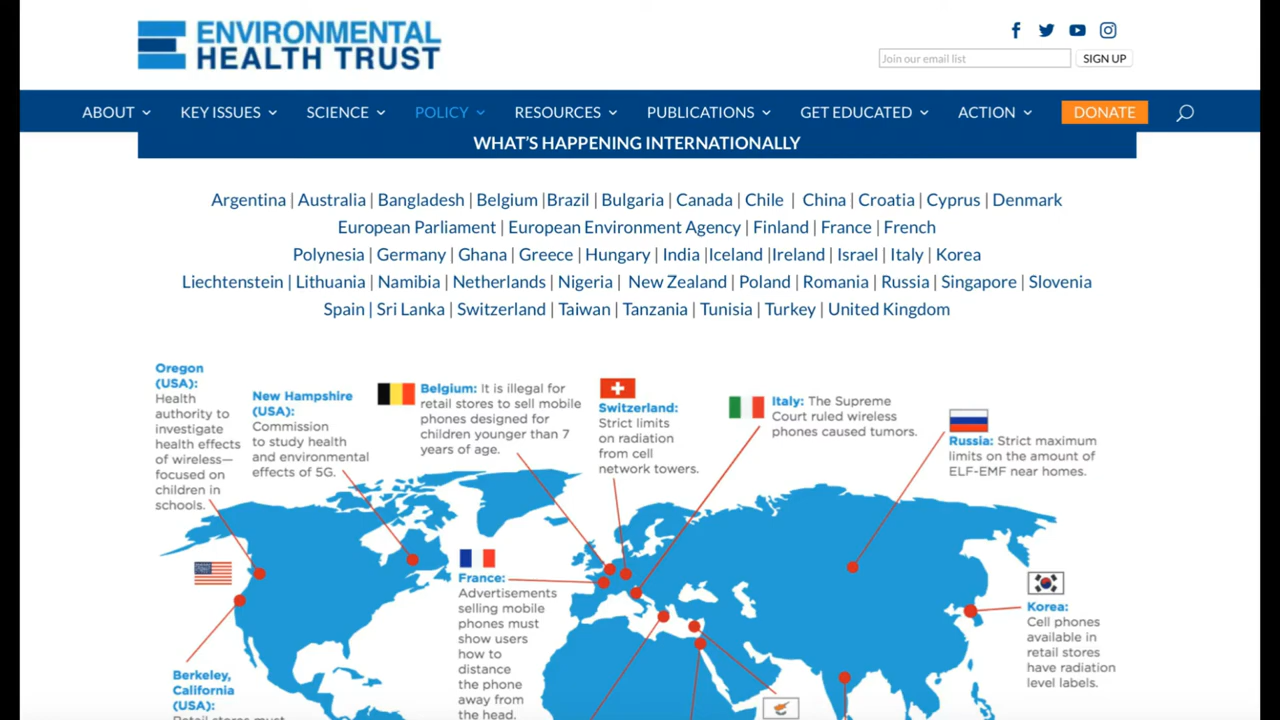 ENVIRONMENTAL
HEALTH TRUST
Join our email list
SIGN UP
ABOUT KEY ISSUES SCIENCE POLICY RESOURCES PUBLICATIONS GET EDUCATED ACTION DONATE
WHAT'S HAPPENING INTERNATIONALLY
Argentina | Australia | Bangladesh | Belgium |Brazil | Bulgaria | Canada | Chile | China | Croatia | Cyprus | Denmark
European Parliament | European Environment Agency | Finland | France | French
Polynesia | Germany | Ghana | Greece | Hungary | India |Iceland |Ireland | Israel | Italy | Korea
Liechtenstein | Lithuania | Namibia | Netherlands | Nigeria | New Zealand | Poland | Romania | Russia | Singapore | Slovenia
Spain | Sri Lanka | Switzerland | Taiwan | Tanzania | Tunisia | Turkey | United Kingdom
Oregon
(USA):
Health
authority to
investigate
health effects
of wireless—
focused on
children in
schools.
New Hampshire
(USA):
Commission
to study health
and environmental
effects of 5G.
Belgium: It is illegal for
retail stores to sell mobile
phones designed for
children younger than 7
years of age.
Switzerland:
Strict limits
on radiation
from cell
network towers.
Italy: The Supreme
Court ruled wireless
phones caused tumors.
Russia: Strict maximum
limits on the amount of
ELF-EMF near homes.
France:
Advertisements
selling mobile
phones must
show users
how to
distance
the phone
away from
the head.
Korea:
Cell phones
available in
retail stores
have radiation
level labels.
Berkeley,
California
(USA):
Retail stores must